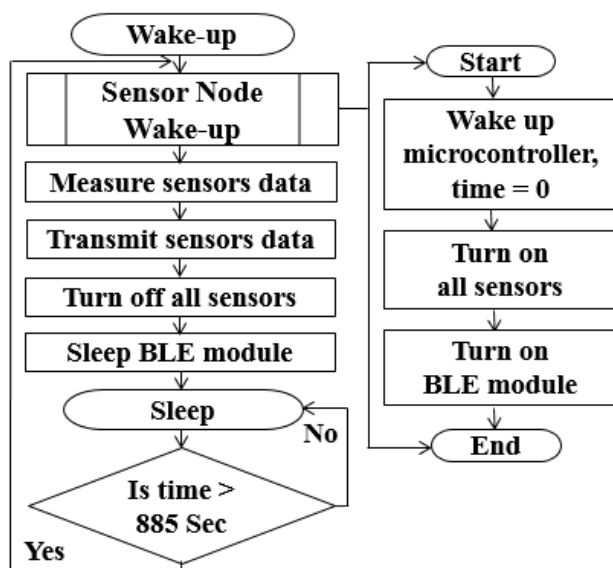 Wake-up
Sensor Node
Wake-up
Measure sensors data
Transmit sensors data
Turn off all sensors
Sleep BLE module
Sleep
No
Is time >
885 Sec
Yes
Start
Wake up
microcontroller,
time = 0
Turn on
all sensors
Turn on
BLE module
End